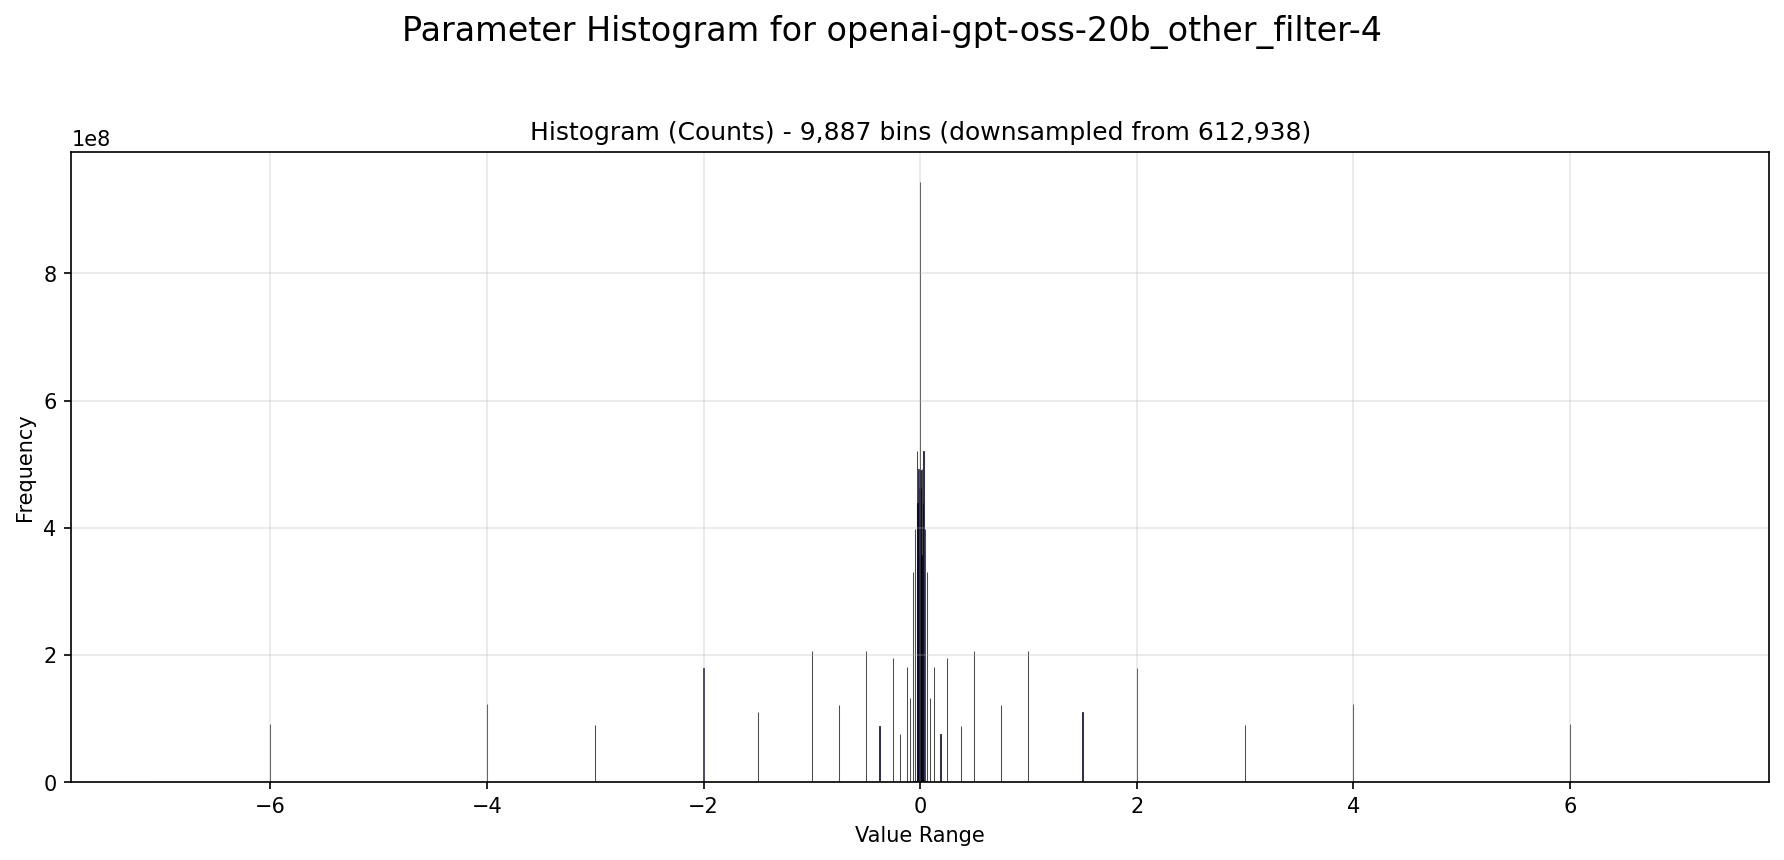 Parameter Histogram for openai-gpt-oss-20b_other_filter-4
Histogram (Counts) - 9,887 bins (downsampled from 612,938)
1e8
8
6
4
2
0
Frequency
−6
−4
−2
0
2
4
6
Value Range